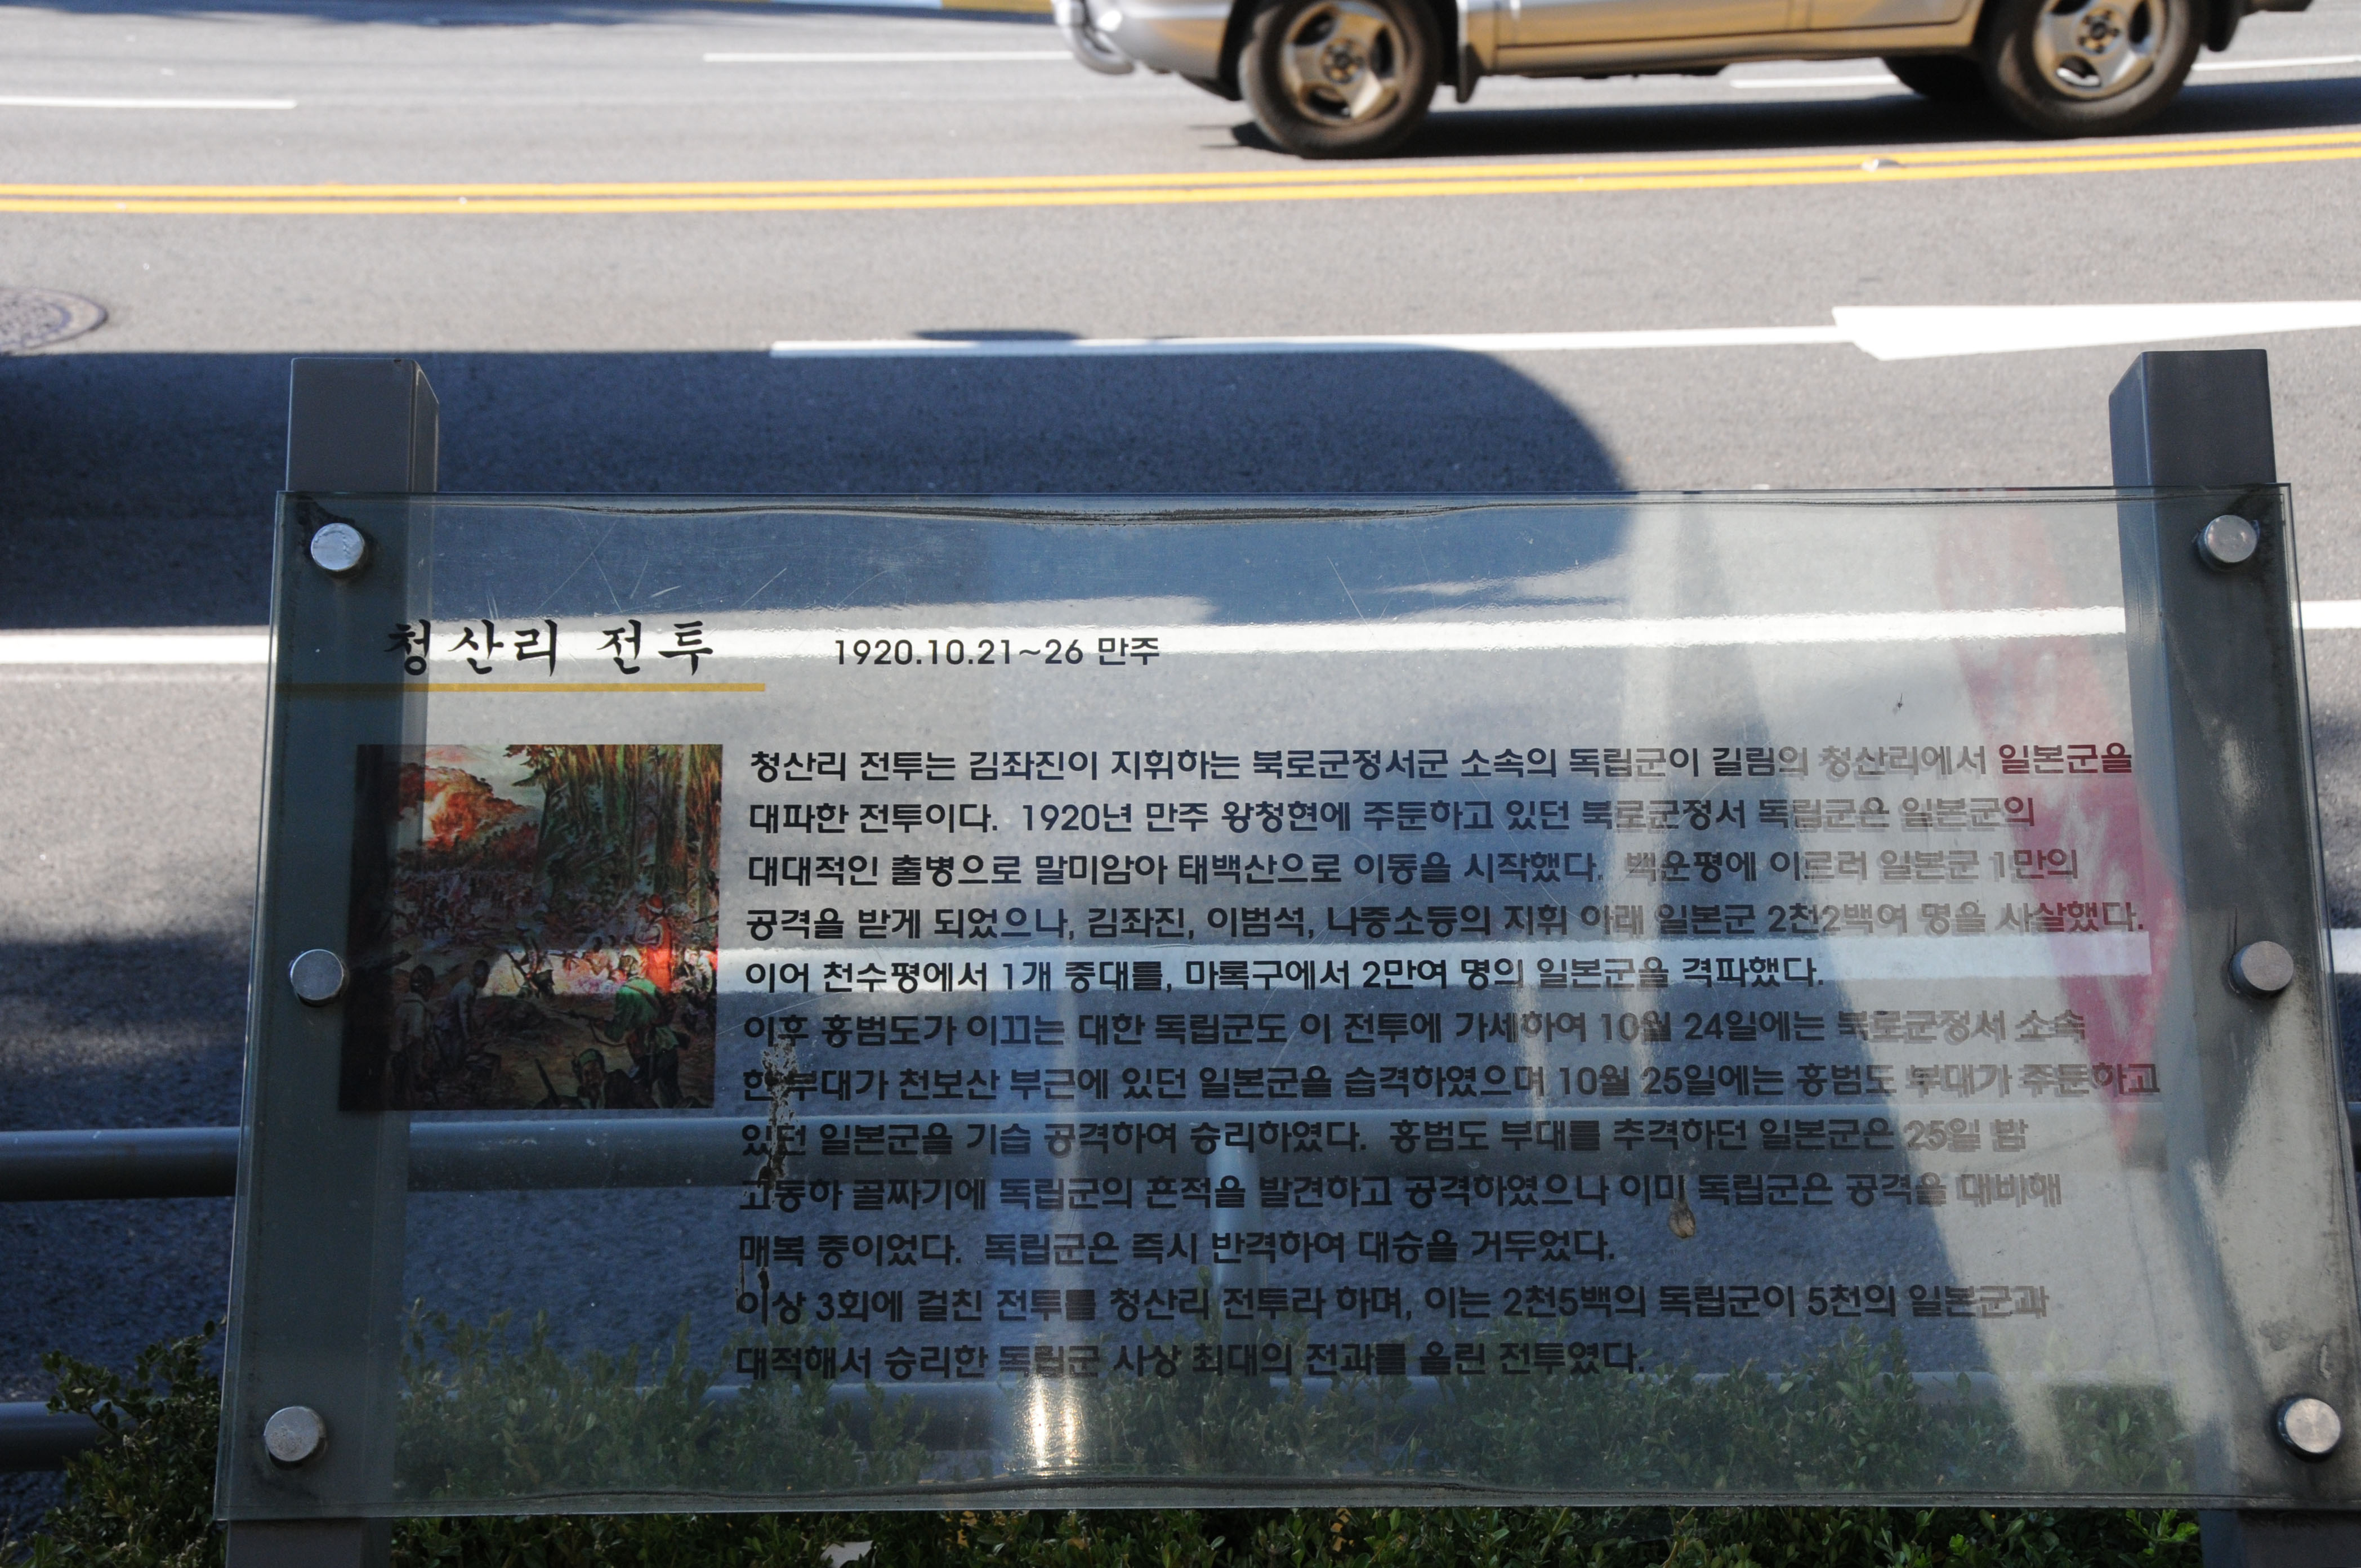 청산리 전투 1920.10.21~26 만주
청산리 전투는 김좌진이 지휘하는 북로군정서군 소속의 독립군이 길림의 청산리에서 일본군을
대파한 전투이다. 1920년 만주 왕청현에 주둔하고 있던 북로군정서 독립군은 일본군의
대대적인 출병으로 말미암아 태백산으로 이동을 시작했다. 백운평에 이르러 일본군 1만의
공격을 받게 되었으나, 김좌진, 이범석, 나중소등의 지휘 아래 일본군 2천2백여 명을 사살했다.
이어 천수평에서 1개 중대를, 마록구에서 2만여 명의 일본군을 격파했다.
이후 홍범도가 이끄는 대한 독립군도 이 전투에 가세하여 10월 24일에는 북로군정서 소속
한 부대가 천보산 부근에 있던 일본군을 습격하였으며 10월 25일에는 홍범도 부대가 주둔하고
있던 일본군을 기습 공격하여 승리하였다. 홍범도 부대를 추격하던 일본군은 25일 밤
고동하 골짜기에 독립군의 흔적을 발견하고 공격하였으나 이미 독립군은 공격을 대비해
매복 중이었다. 독립군은 즉시 반격하여 대승을 거두었다.
이상 3회에 걸친 전투를 청산리 전투라 하며, 이는 2천5백의 독립군이 5천의 일본군과
대적해서 승리한 독립군 사상 최대의 전과를 올린 전투였다.